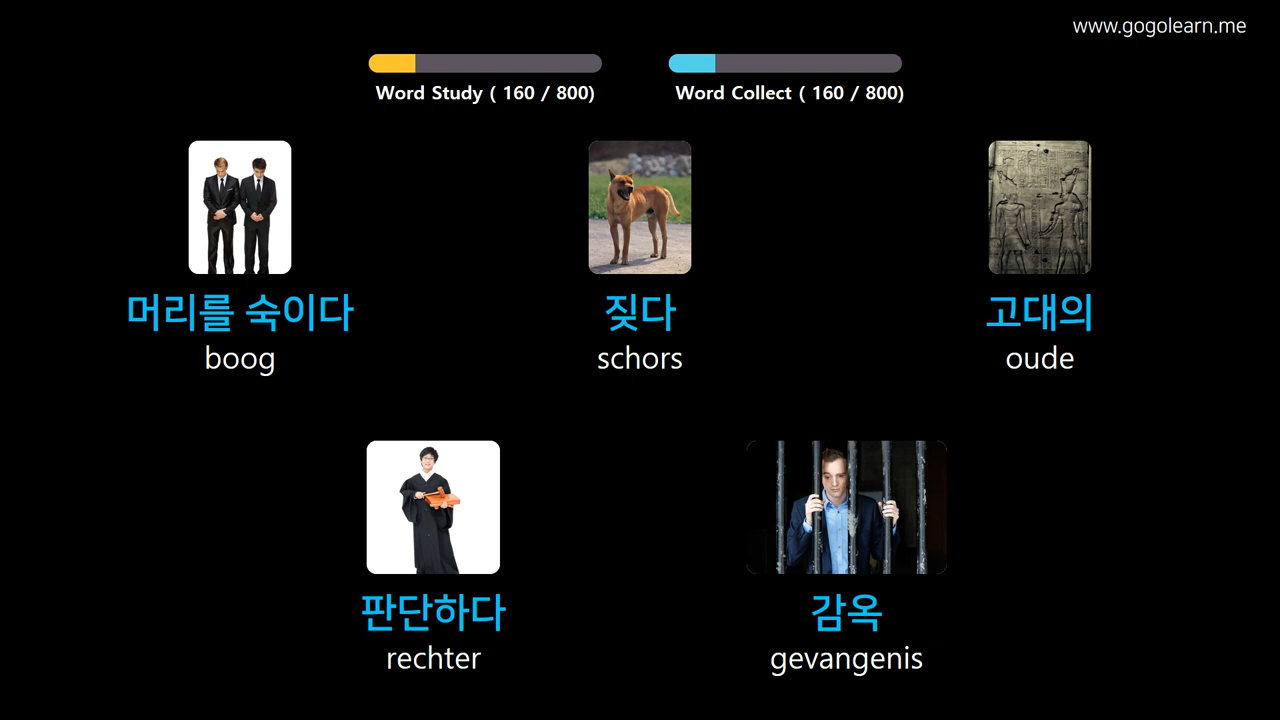 www.gogolearn.me
Word Study ( 160 / 800)
Word Collect ( 160 / 800)
머리를 숙이다
boog
짖다
schors
고대의
oude
판단하다
rechter
감옥
gevangenis